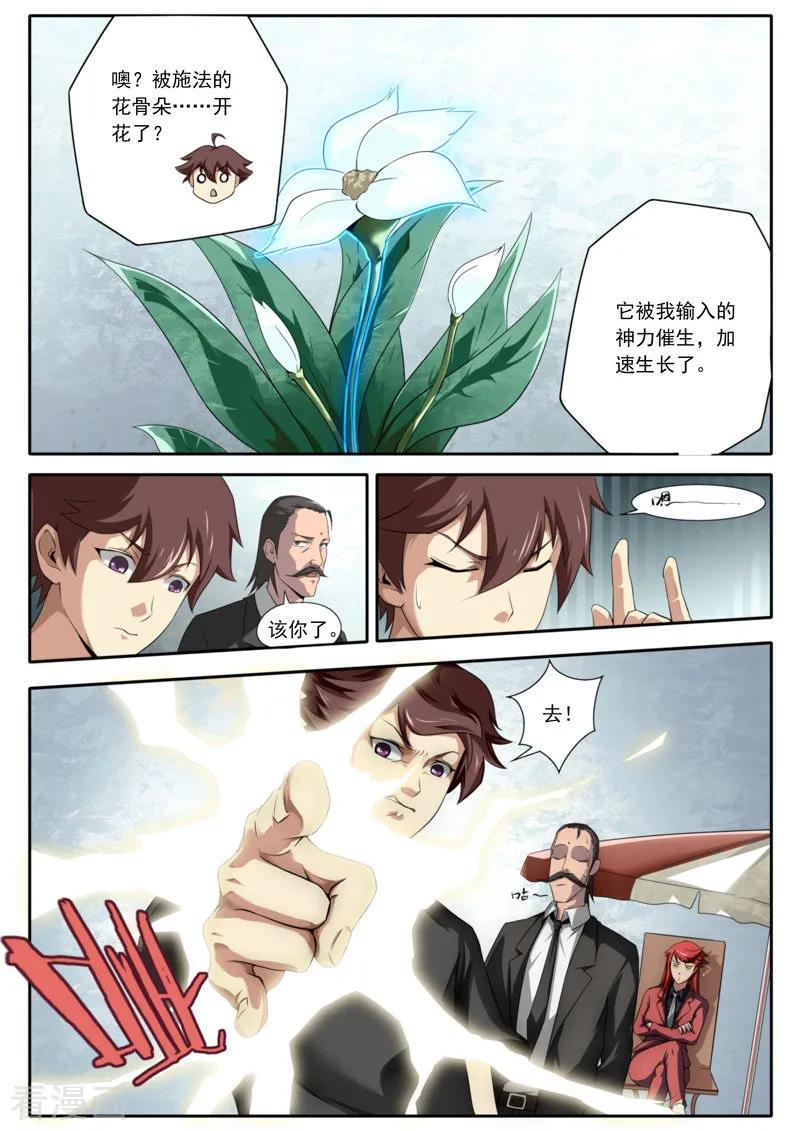 噢？被施法的
花骨朵……开
花了？
它被我输入的
神力催生，加
速生长了。
该你了。
嗯
去！
咕~
看漫画